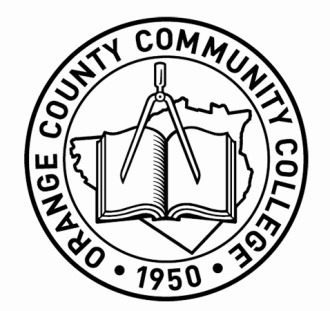 ORANGE COUNTY COMMUNITY COLLEGE
• 1950 •